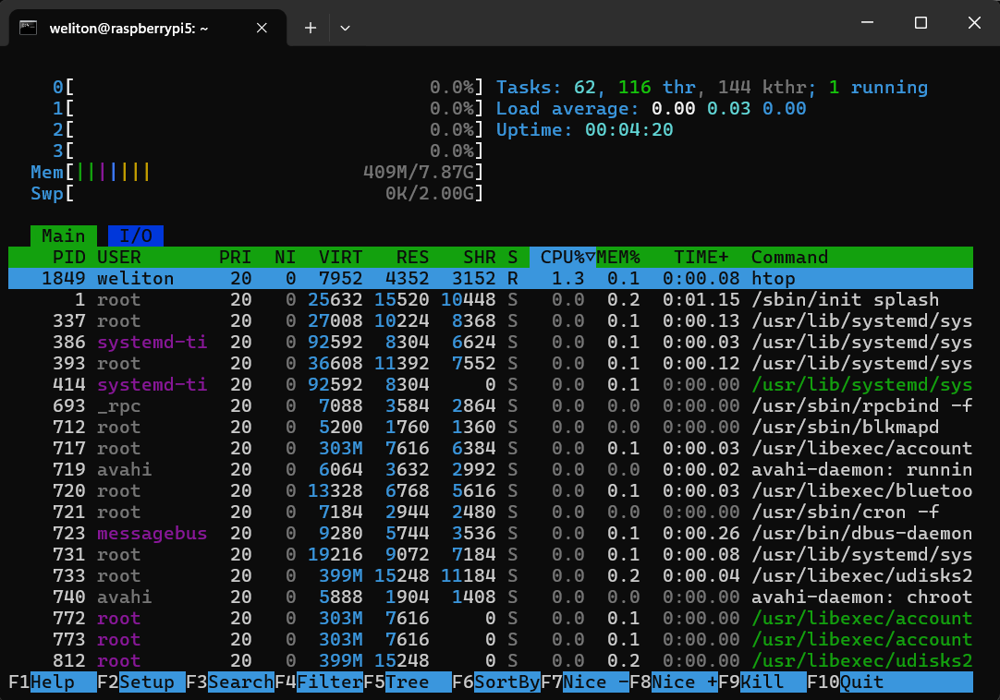 weliton@raspberrypi5: ~
0[ 0.0%] Tasks: 62, 116 thr, 144 kthr; 1 running
1[ 0.0%] Load average: 0.00 0.03 0.00
2[ 0.0%] Uptime: 00:04:20
3[ 0.0%]
Mem[||||||| 409M/7.87G]
Swp[ 0K/2.00G]
Main I/O
PID USER PRI NI VIRT RES SHR S CPU%▽MEM% TIME+ Command
1849 weliton 20 0 7952 4352 3152 R 1.3 0.1 0:00.08 htop
1 root 20 0 25632 15520 10448 S 0.0 0.2 0:01.15 /sbin/init splash
337 root 20 0 27008 10224 8368 S 0.0 0.1 0:00.13 /usr/lib/systemd/sys
386 systemd-ti 20 0 92592 8304 6624 S 0.0 0.1 0:00.03 /usr/lib/systemd/sys
393 root 20 0 36608 11392 7552 S 0.0 0.1 0:00.12 /usr/lib/systemd/sys
414 systemd-ti 20 0 92592 8304 0 S 0.0 0.1 0:00.00 /usr/lib/systemd/sys
693 _rpc 20 0 7088 3584 2864 S 0.0 0.0 0:00.00 /usr/sbin/rpcbind -f
712 root 20 0 5200 1760 1360 S 0.0 0.0 0:00.00 /usr/sbin/blkmapd
717 root 20 0 303M 7616 6384 S 0.0 0.1 0:00.03 /usr/libexec/account
719 avahi 20 0 6064 3632 2992 S 0.0 0.0 0:00.02 avahi-daemon: runnin
720 root 20 0 13328 6768 5616 S 0.0 0.1 0:00.03 /usr/libexec/bluetoo
721 root 20 0 7184 2944 2480 S 0.0 0.0 0:00.00 /usr/sbin/cron -f
723 messagebus 20 0 9280 5744 3536 S 0.0 0.1 0:00.26 /usr/bin/dbus-daemon
731 root 20 0 19216 9072 7184 S 0.0 0.1 0:00.08 /usr/lib/systemd/sys
733 root 20 0 399M 15248 11184 S 0.0 0.2 0:00.04 /usr/libexec/udisks2
740 avahi 20 0 5888 1904 1408 S 0.0 0.0 0:00.00 avahi-daemon: chroot
772 root 20 0 303M 7616 0 S 0.0 0.1 0:00.00 /usr/libexec/account
773 root 20 0 303M 7616 0 S 0.0 0.1 0:00.00 /usr/libexec/account
812 root 20 0 399M 15248 0 S 0.0 0.2 0:00.00 /usr/libexec/udisks2
F1Help F2Setup F3SearchF4FilterF5Tree F6SortByF7Nice -F8Nice +F9Kill F10Quit